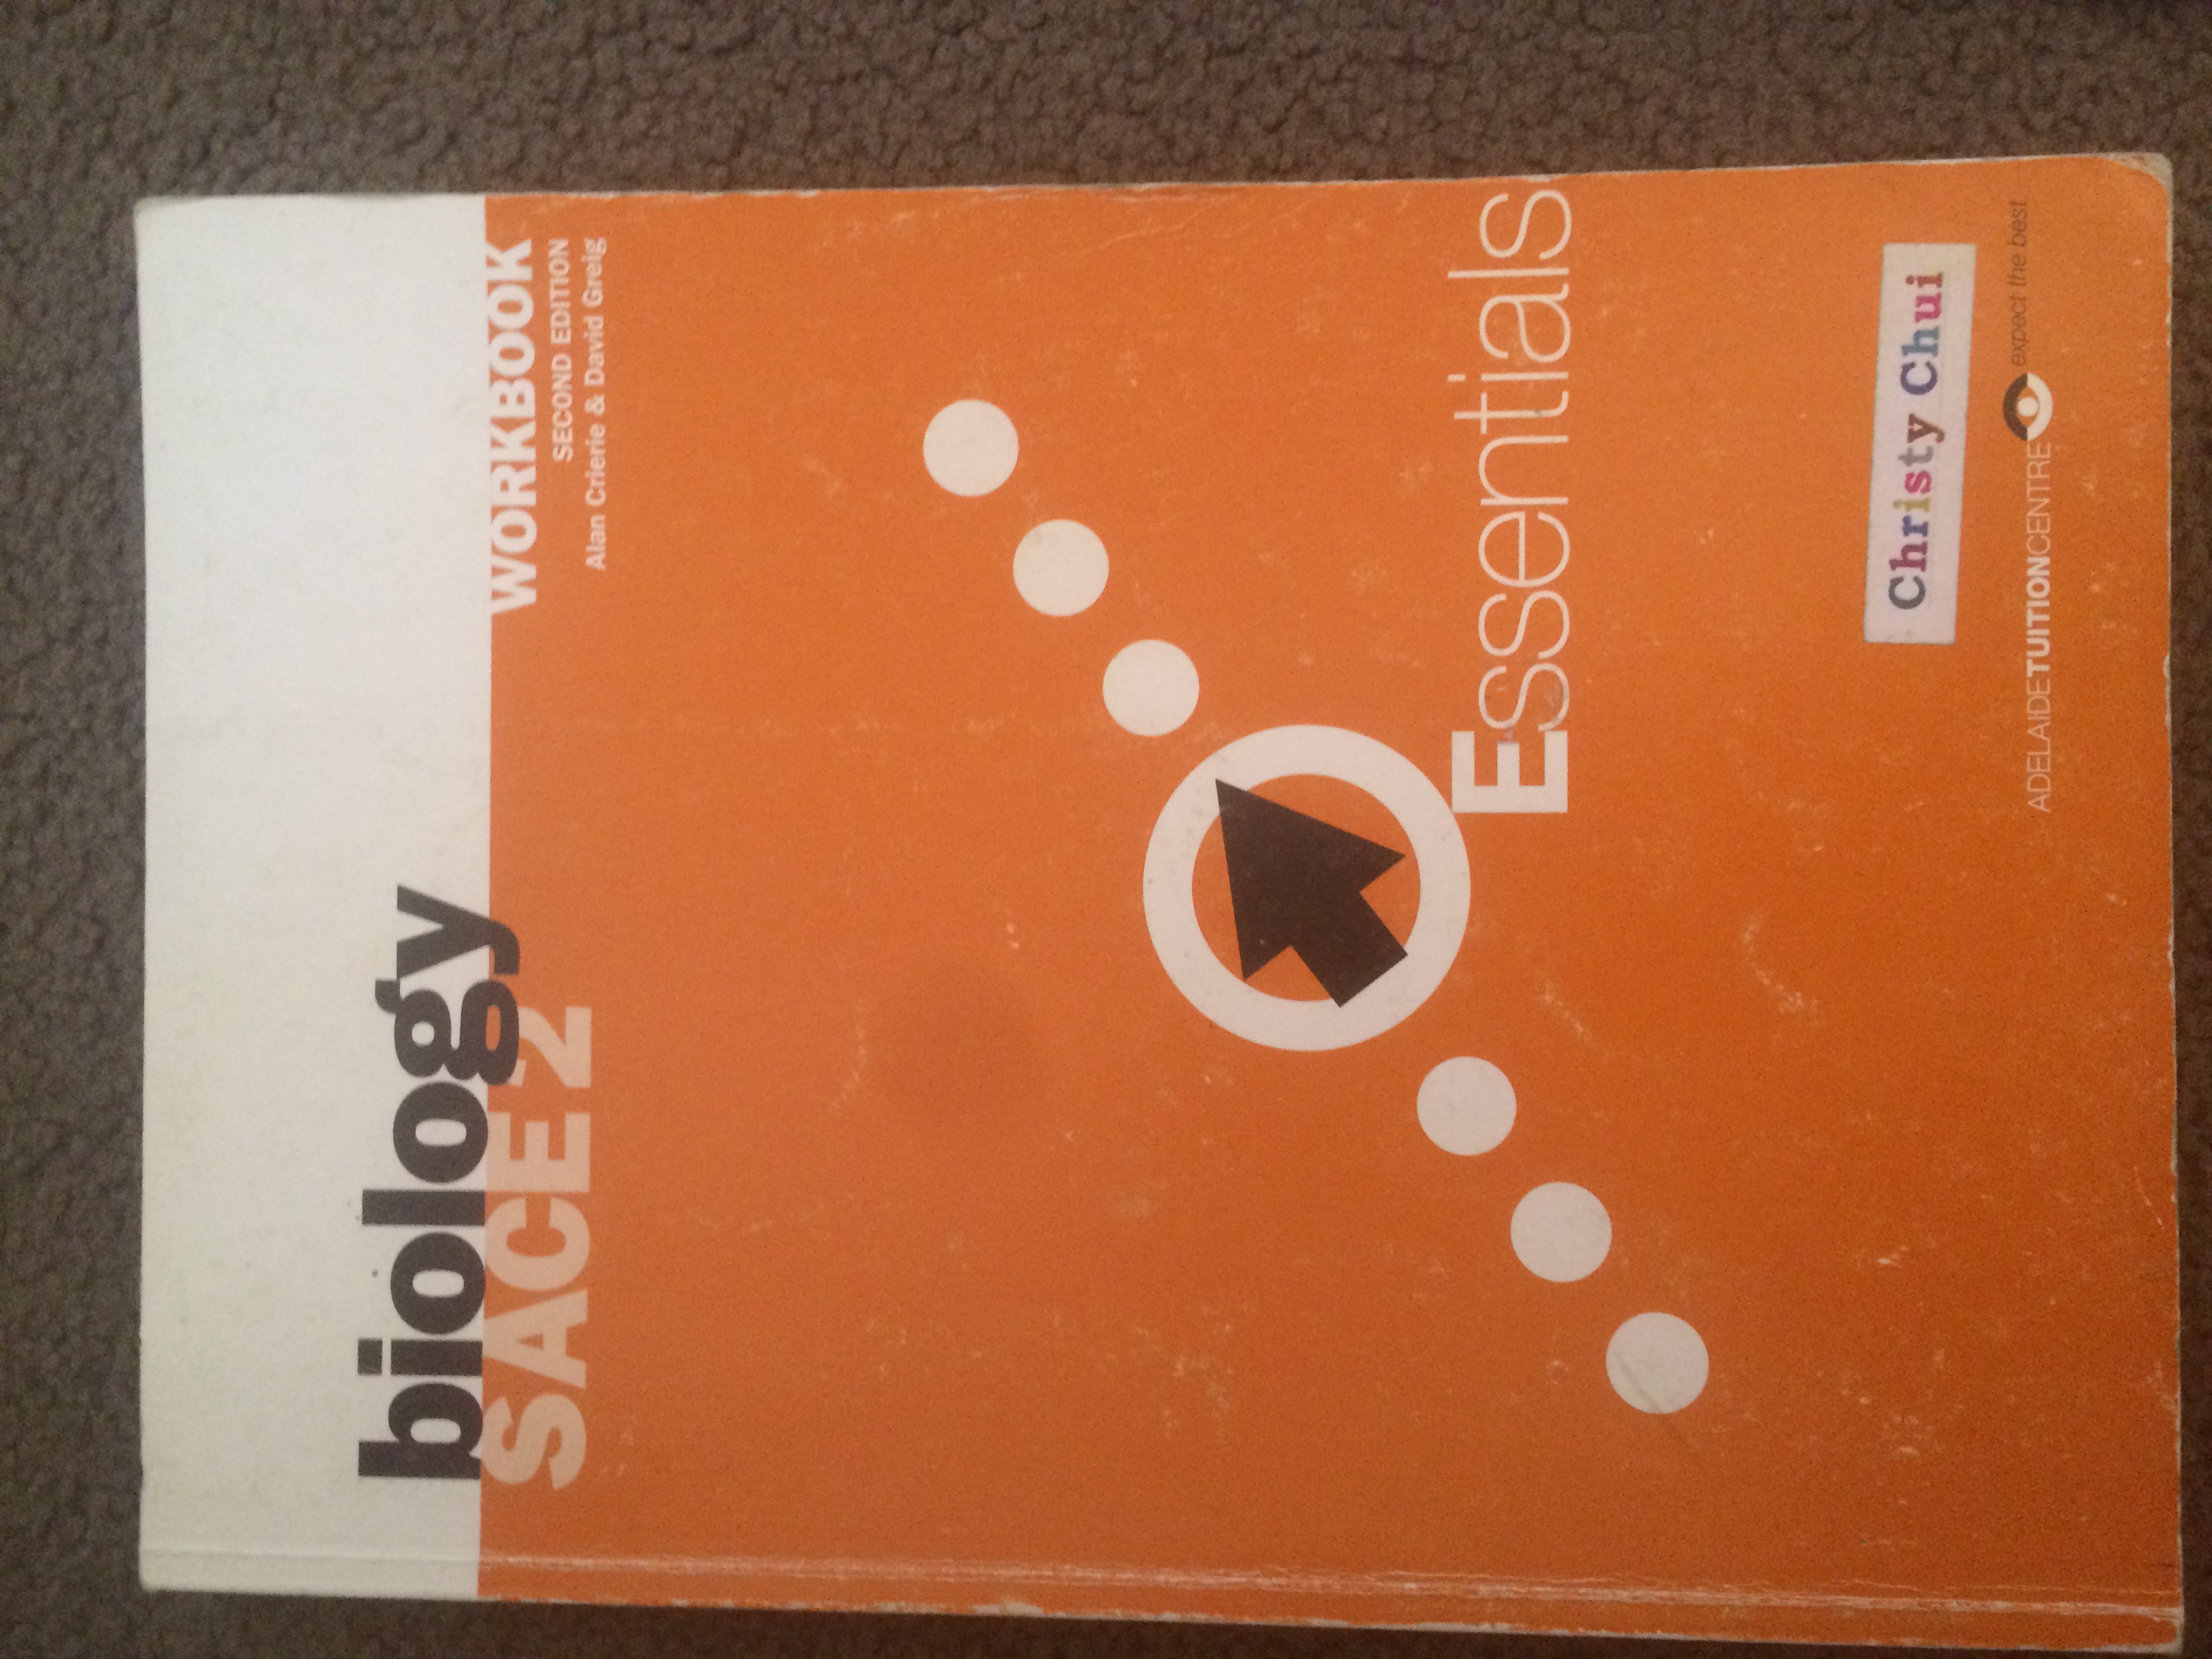 biology
SACE 2
WORKBOOK
SECOND EDITION
Alan Crierie & David Greig
Essentials
Christy Chui
ADELAIDETUITIONCENTRE expect the best